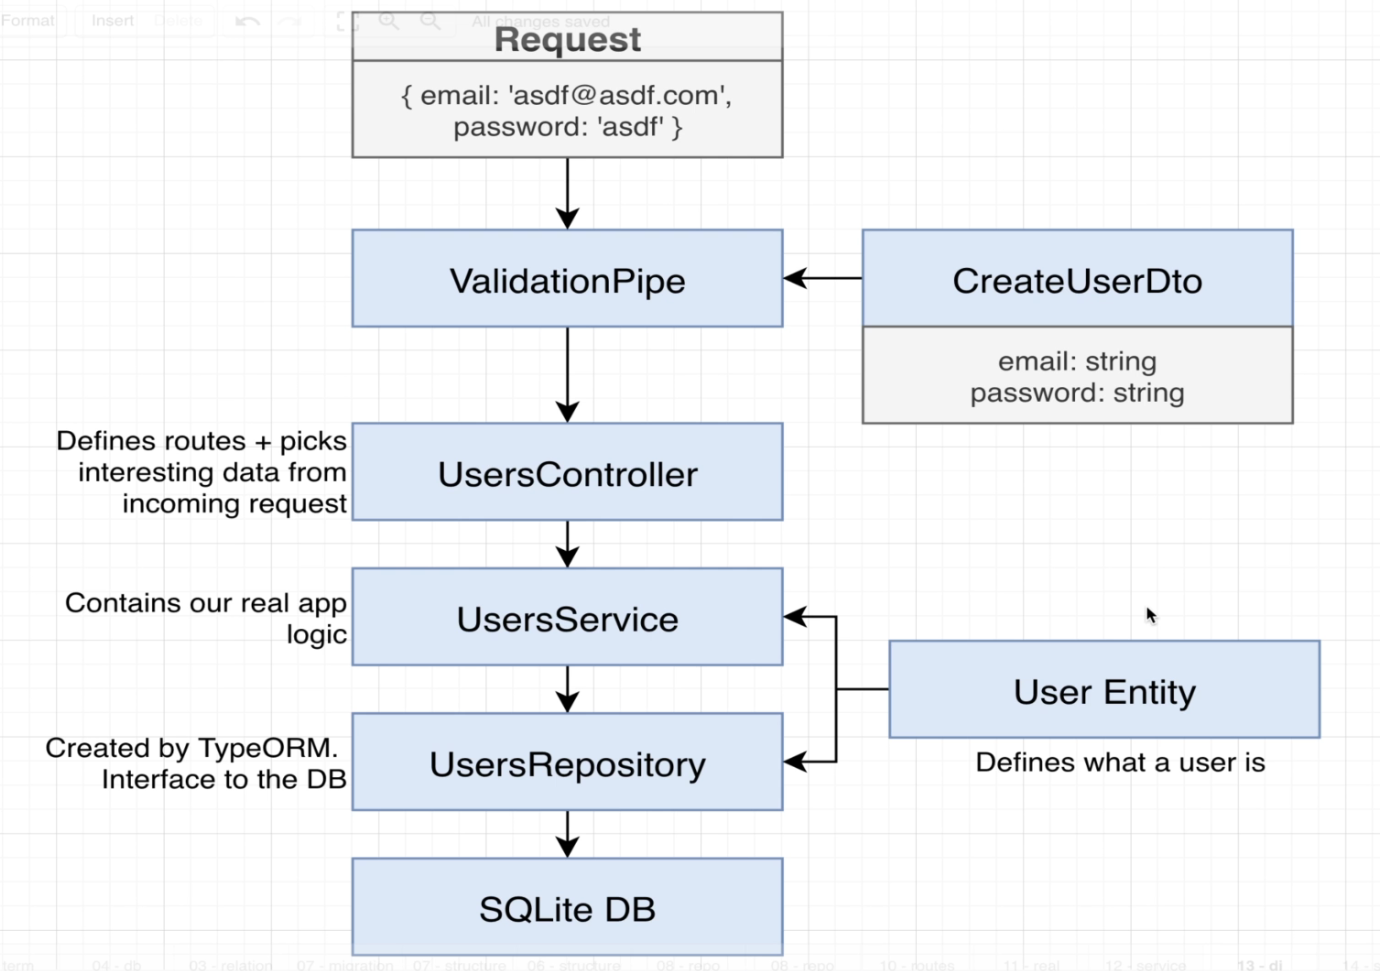 Format Insert Delete All changes saved
Request
{ email: 'asdf@asdf.com',
password: 'asdf' }
ValidationPipe
CreateUserDto
email: string
password: string
Defines routes + picks
interesting data from
incoming request
UsersController
Contains our real app
logic
UsersService
User Entity
Defines what a user is
Created by TypeORM.
Interface to the DB
UsersRepository
SQLite DB
term 04 - db 03 - relation 07 - migration 07 - structure 06 - structure 08 - repo 08 - repo 10 - routes 11 - real 12 - service 13 - di 14 -